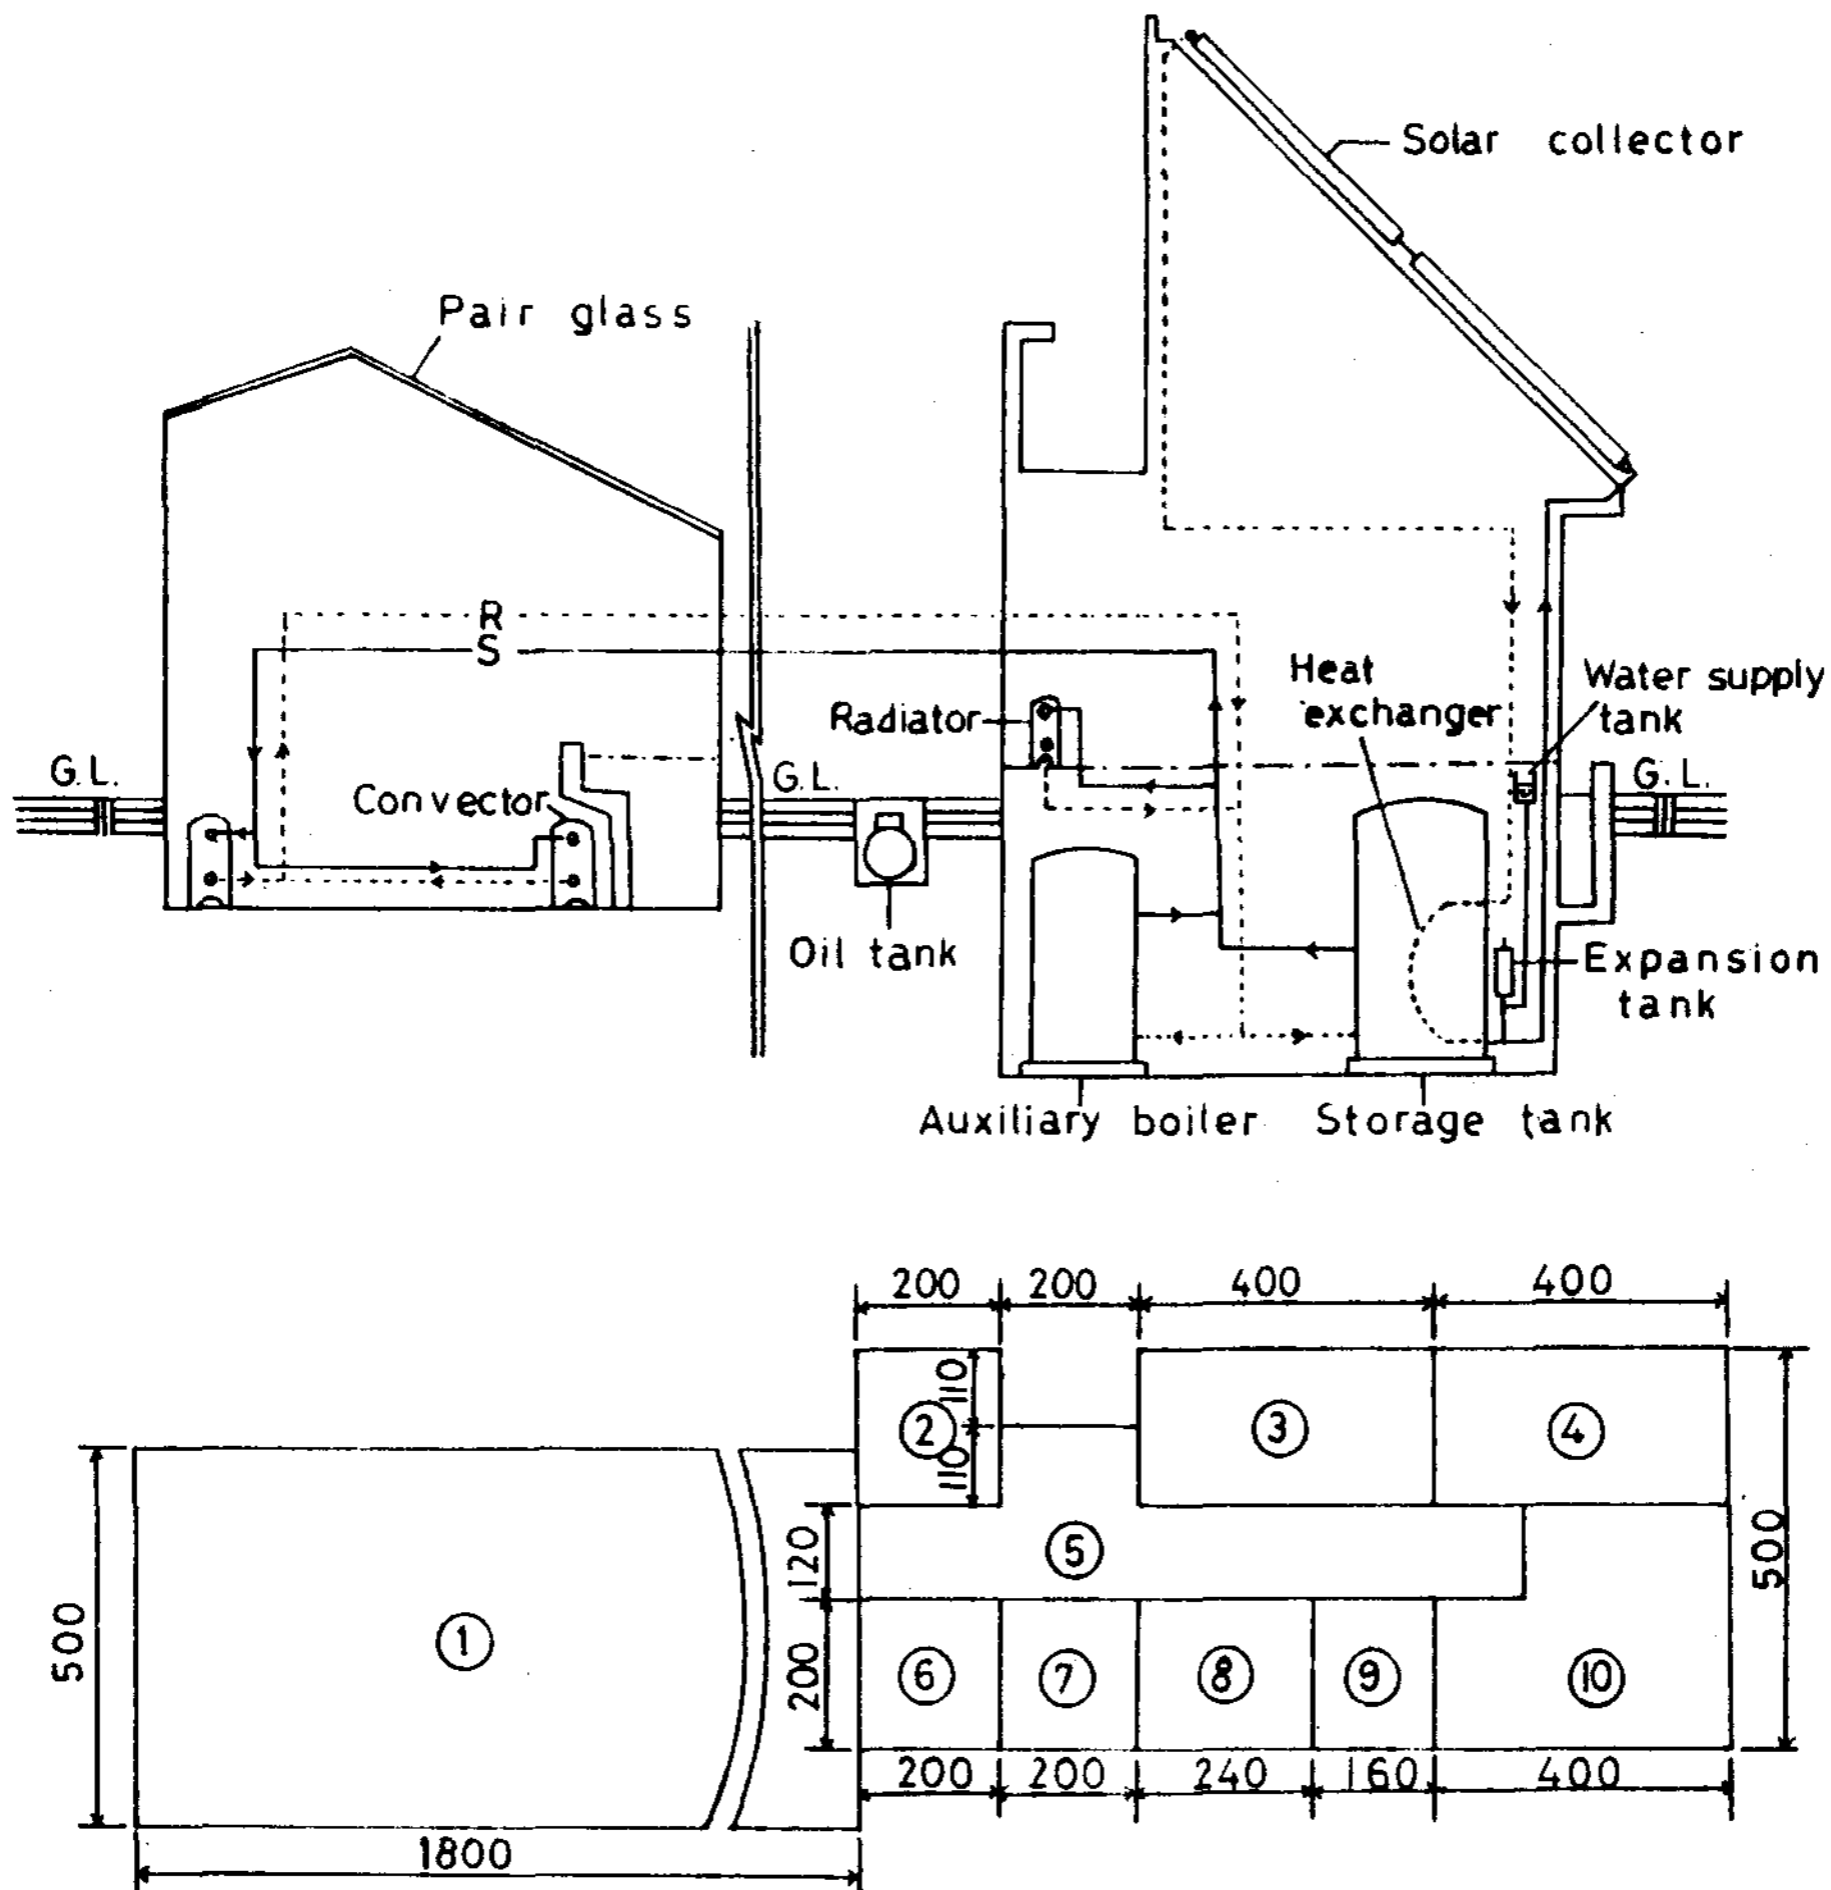 Solar collector
Pair glass
R
S
Heat
exchanger
Water supply
tank
Radiator
G.L.
G.L.
G.L.
Convector
Oil tank
Expansion
tank
Auxiliary boiler
Storage tank
200
200
400
400
110
110
2
3
4
500
120
5
500
1
200
6
7
8
9
10
200
200
240
160
400
1800